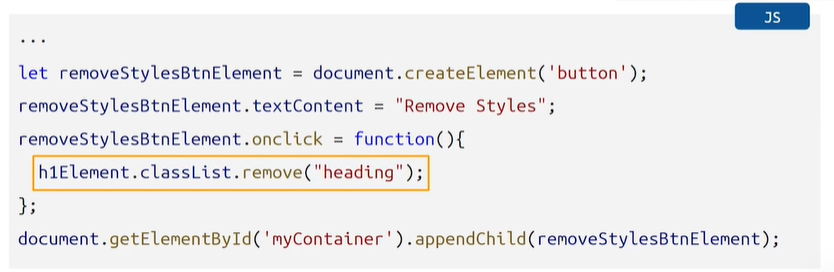 JS
...
let removeStylesBtnElement = document.createElement('button');
removeStylesBtnElement.textContent = "Remove Styles";
removeStylesBtnElement.onclick = function(){
h1Element.classList.remove("heading");
};
document.getElementById('myContainer').appendChild(removeStylesBtnElement);